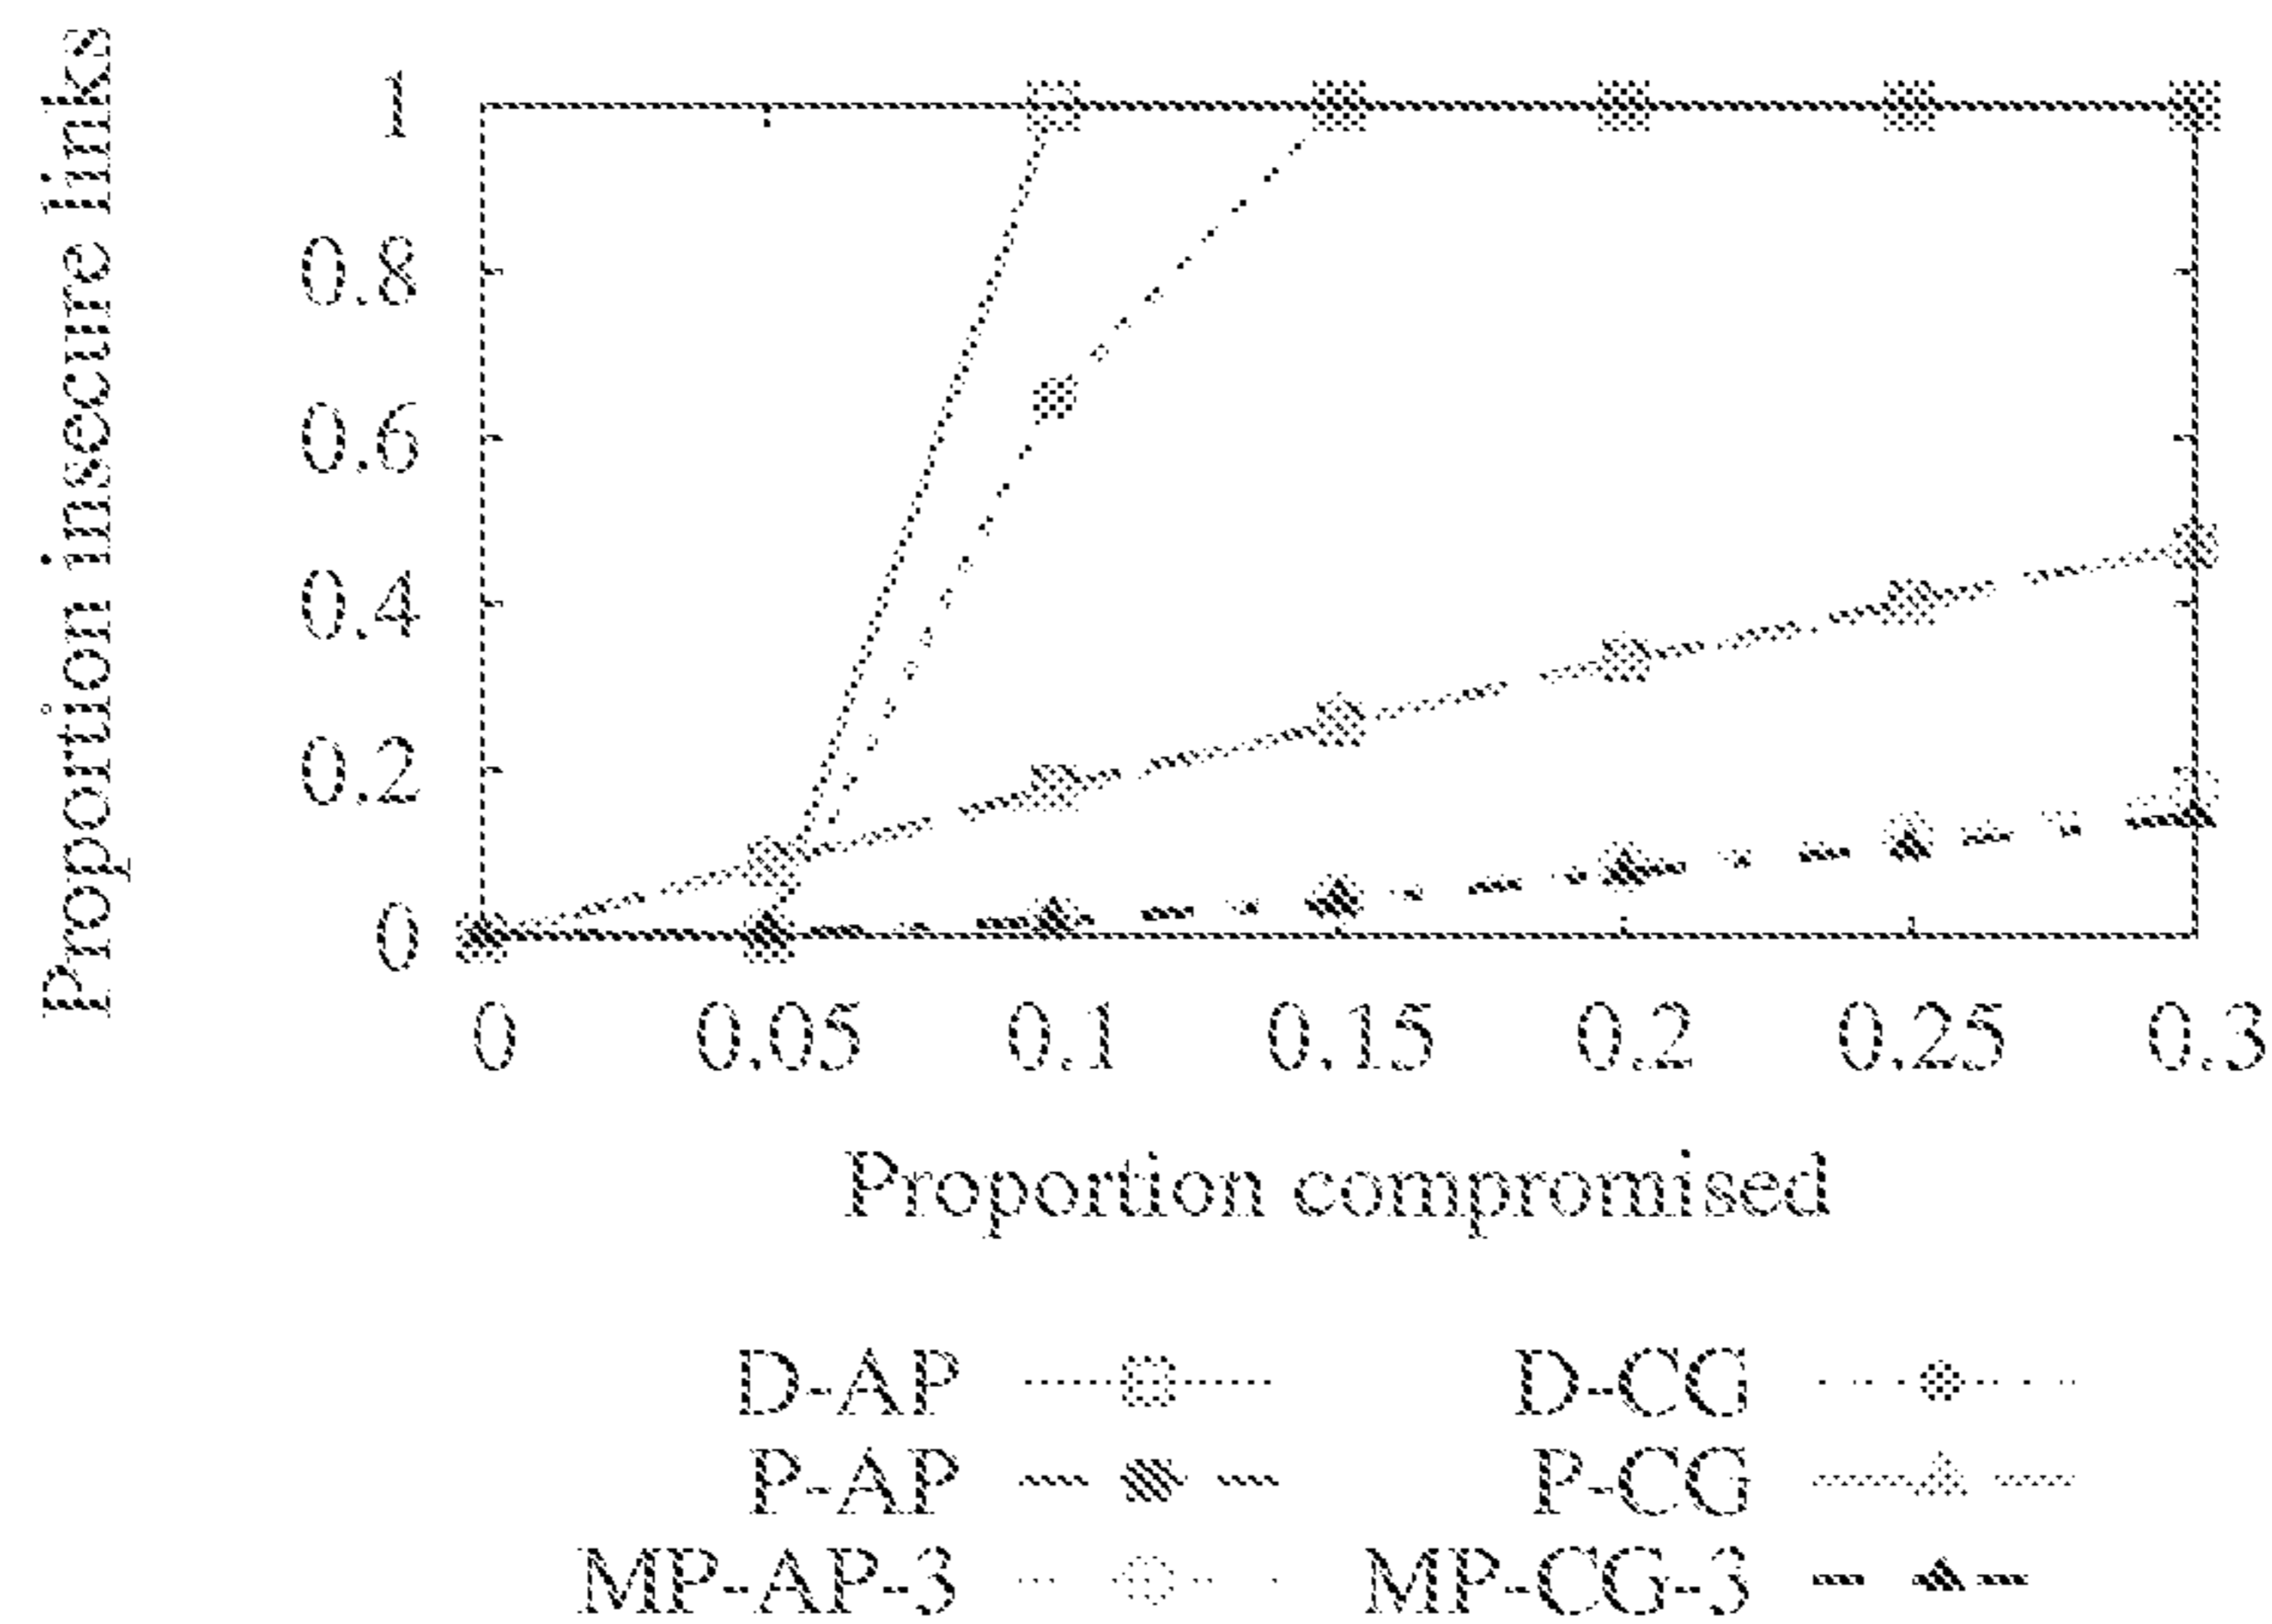 Proportion insecure links
1
0.8
0.6
0.4
0.2
0
0 0.05 0.1 0.15 0.2 0.25 0.3
Proportion compromised
D-AP D-CG
P-AP P-CG
MP-AP-3 MP-CG-3